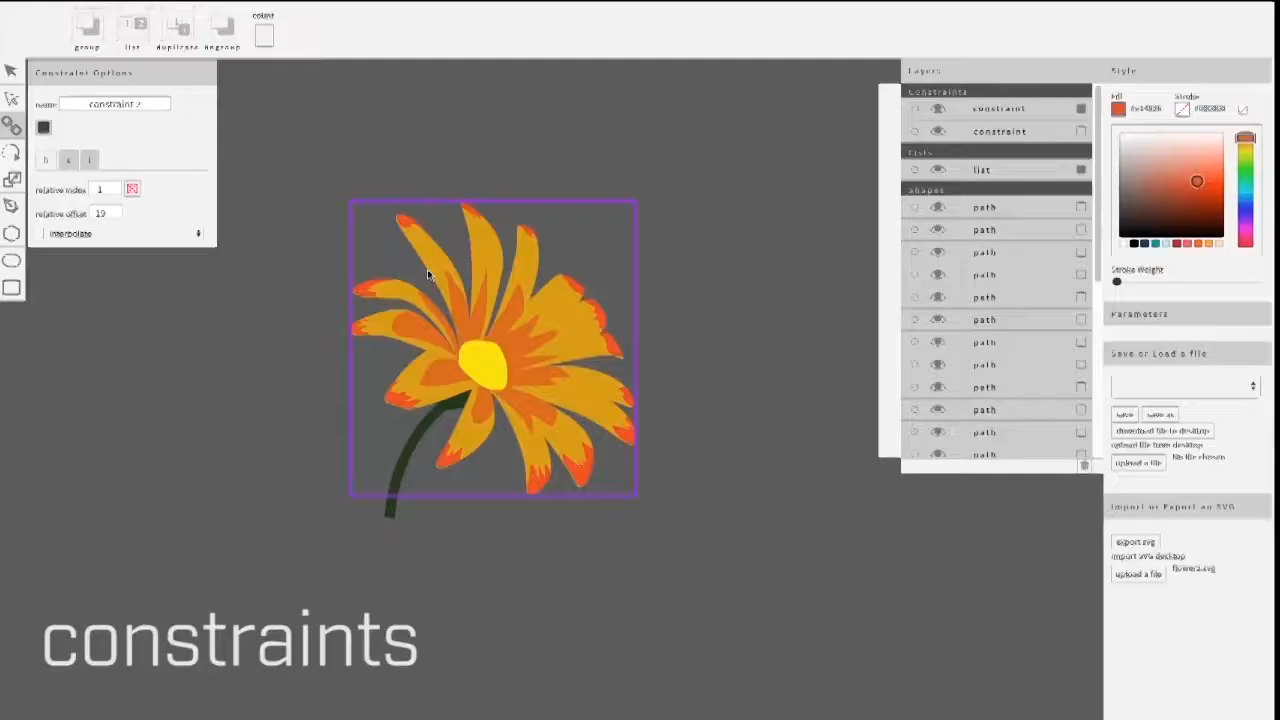 count
group list duplicate ungroup
Constraint Options
name constraint 2
relative index 1
relative offset 19
interpolate
Layers
Constraints
constraint
constraint
Lists
list
Shapes
path
path
path
path
path
path
path
path
path
path
path
path
Style
Fill Stroke
Stroke Weight
Parameters
Save or Load a file
save save as
download file to desktop
upload file from desktop
upload a file No file chosen
Import or Export an SVG
export svg
import SVG desktop
upload a file flower2.svg
constraints